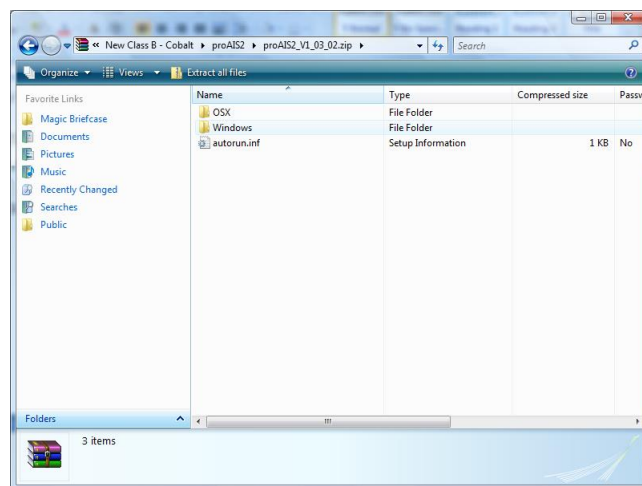 « New Class B - Cobalt ▸ proAIS2 ▸ proAIS2_V1_03_02.zip ▸
Search
Organize
Views
Extract all files
Favorite Links
Magic Briefcase
Documents
Pictures
Music
Recently Changed
Searches
Public
Folders
Name Type Compressed size Passw
OSX File Folder
Windows File Folder
autorun.inf Setup Information 1 KB No
3 items